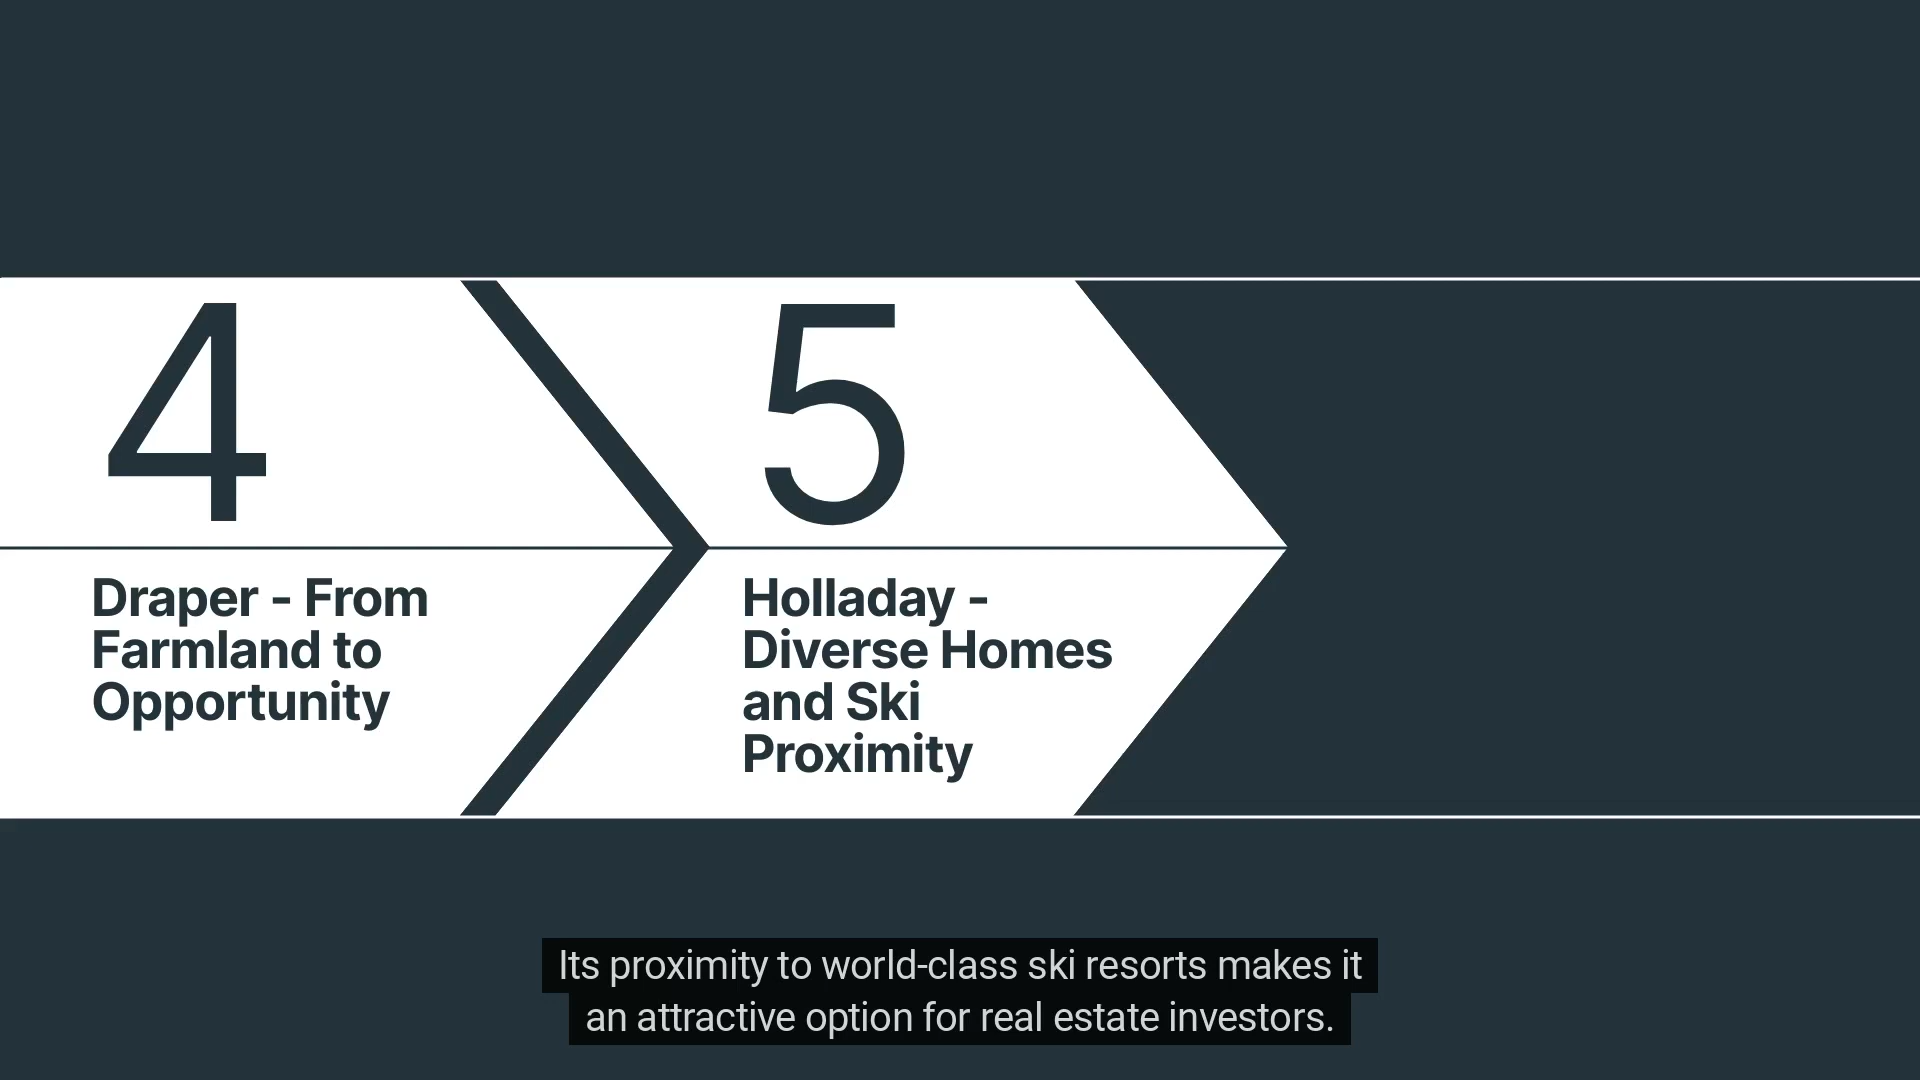 4
Draper - From
Farmland to
Opportunity
5
Holladay -
Diverse Homes
and Ski
Proximity
Its proximity to world-class ski resorts makes it
an attractive option for real estate investors.